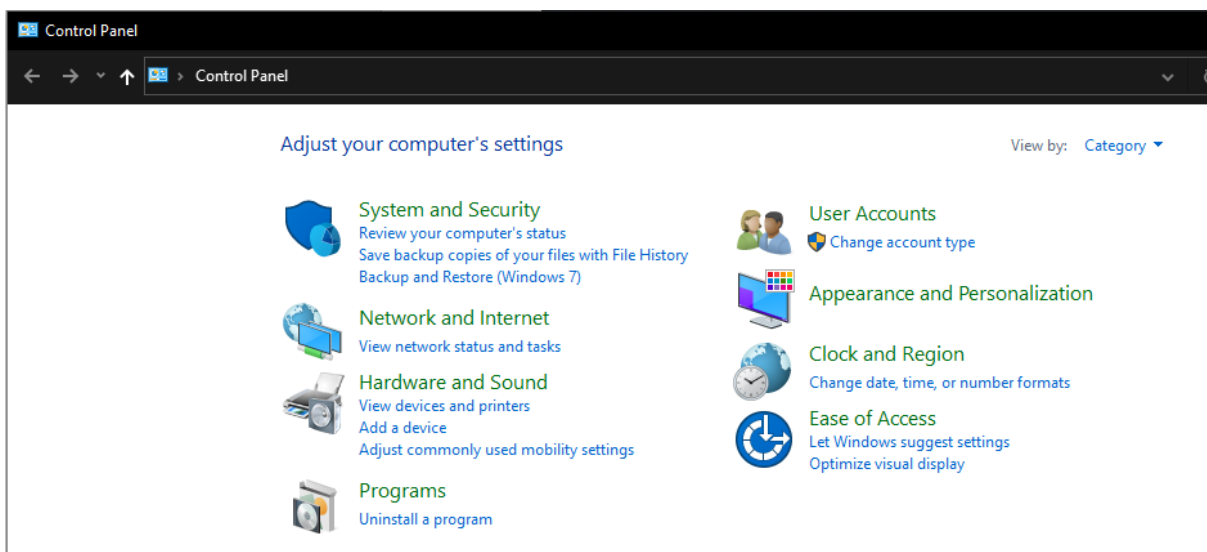 Control Panel
Control Panel
Adjust your computer's settings
View by: Category
System and Security
Review your computer's status
Save backup copies of your files with File History
Backup and Restore (Windows 7)
Network and Internet
View network status and tasks
Hardware and Sound
View devices and printers
Add a device
Adjust commonly used mobility settings
Programs
Uninstall a program
User Accounts
Change account type
Appearance and Personalization
Clock and Region
Change date, time, or number formats
Ease of Access
Let Windows suggest settings
Optimize visual display